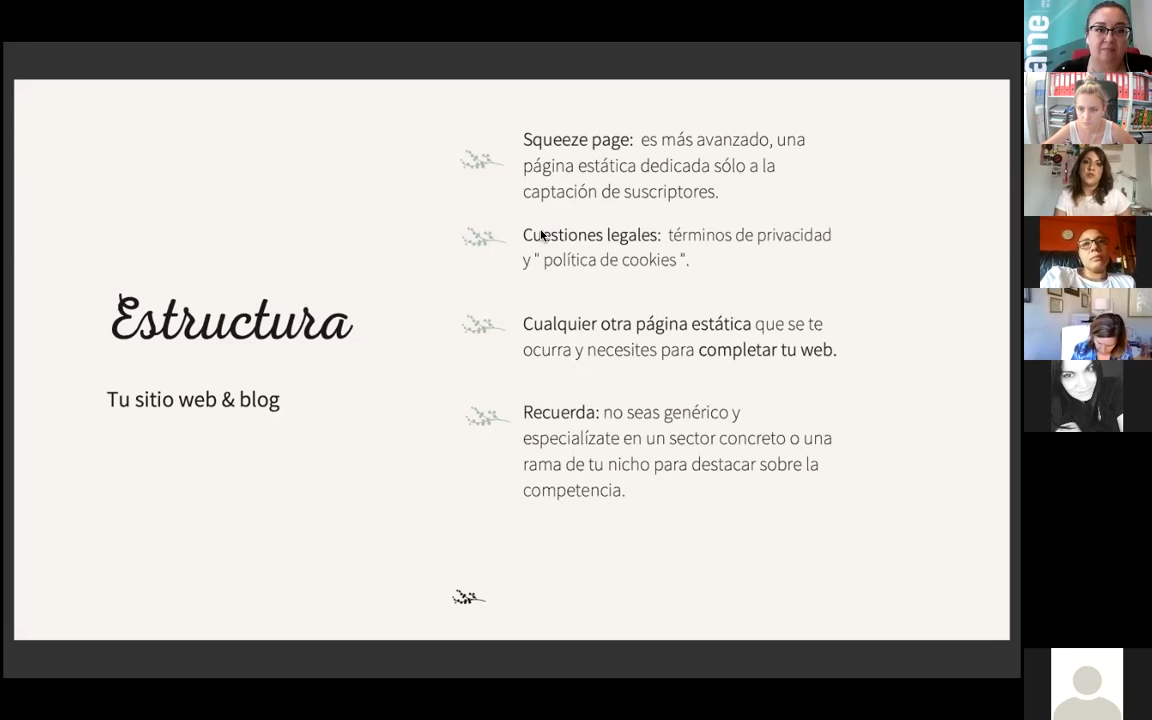 Estructura
Tu sitio web & blog
Squeeze page: es más avanzado, una
página estática dedicada sólo a la
captación de suscriptores.
Cuestiones legales: términos de privacidad
y " política de cookies ".
Cualquier otra página estática que se te
ocurra y necesites para completar tu web.
Recuerda: no seas genérico y
especialízate en un sector concreto o una
rama de tu nicho para destacar sobre la
competencia.
ame